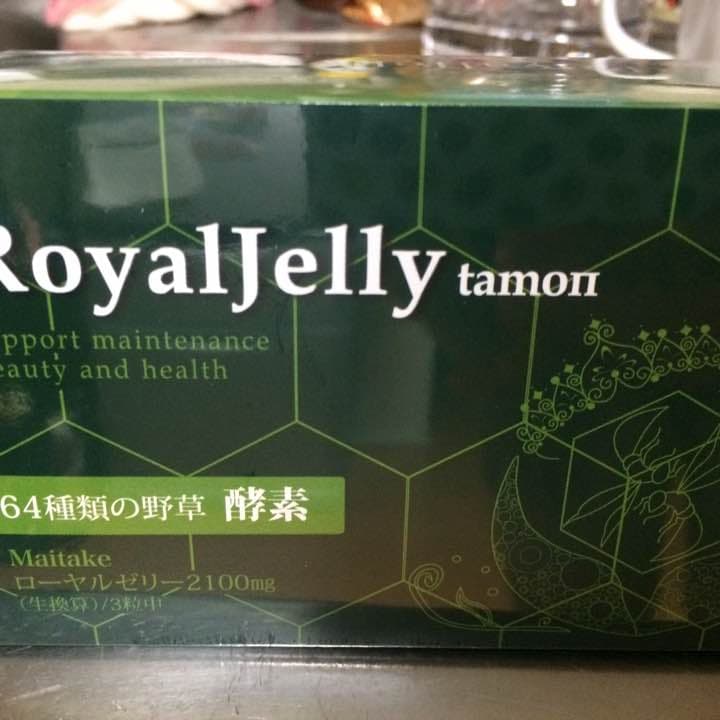 RoyalJelly tamon
upport maintenance
eauty and health
64種類の野草 酵素
Maitake
ローヤルゼリー2100mg
(生換算)/3粒中